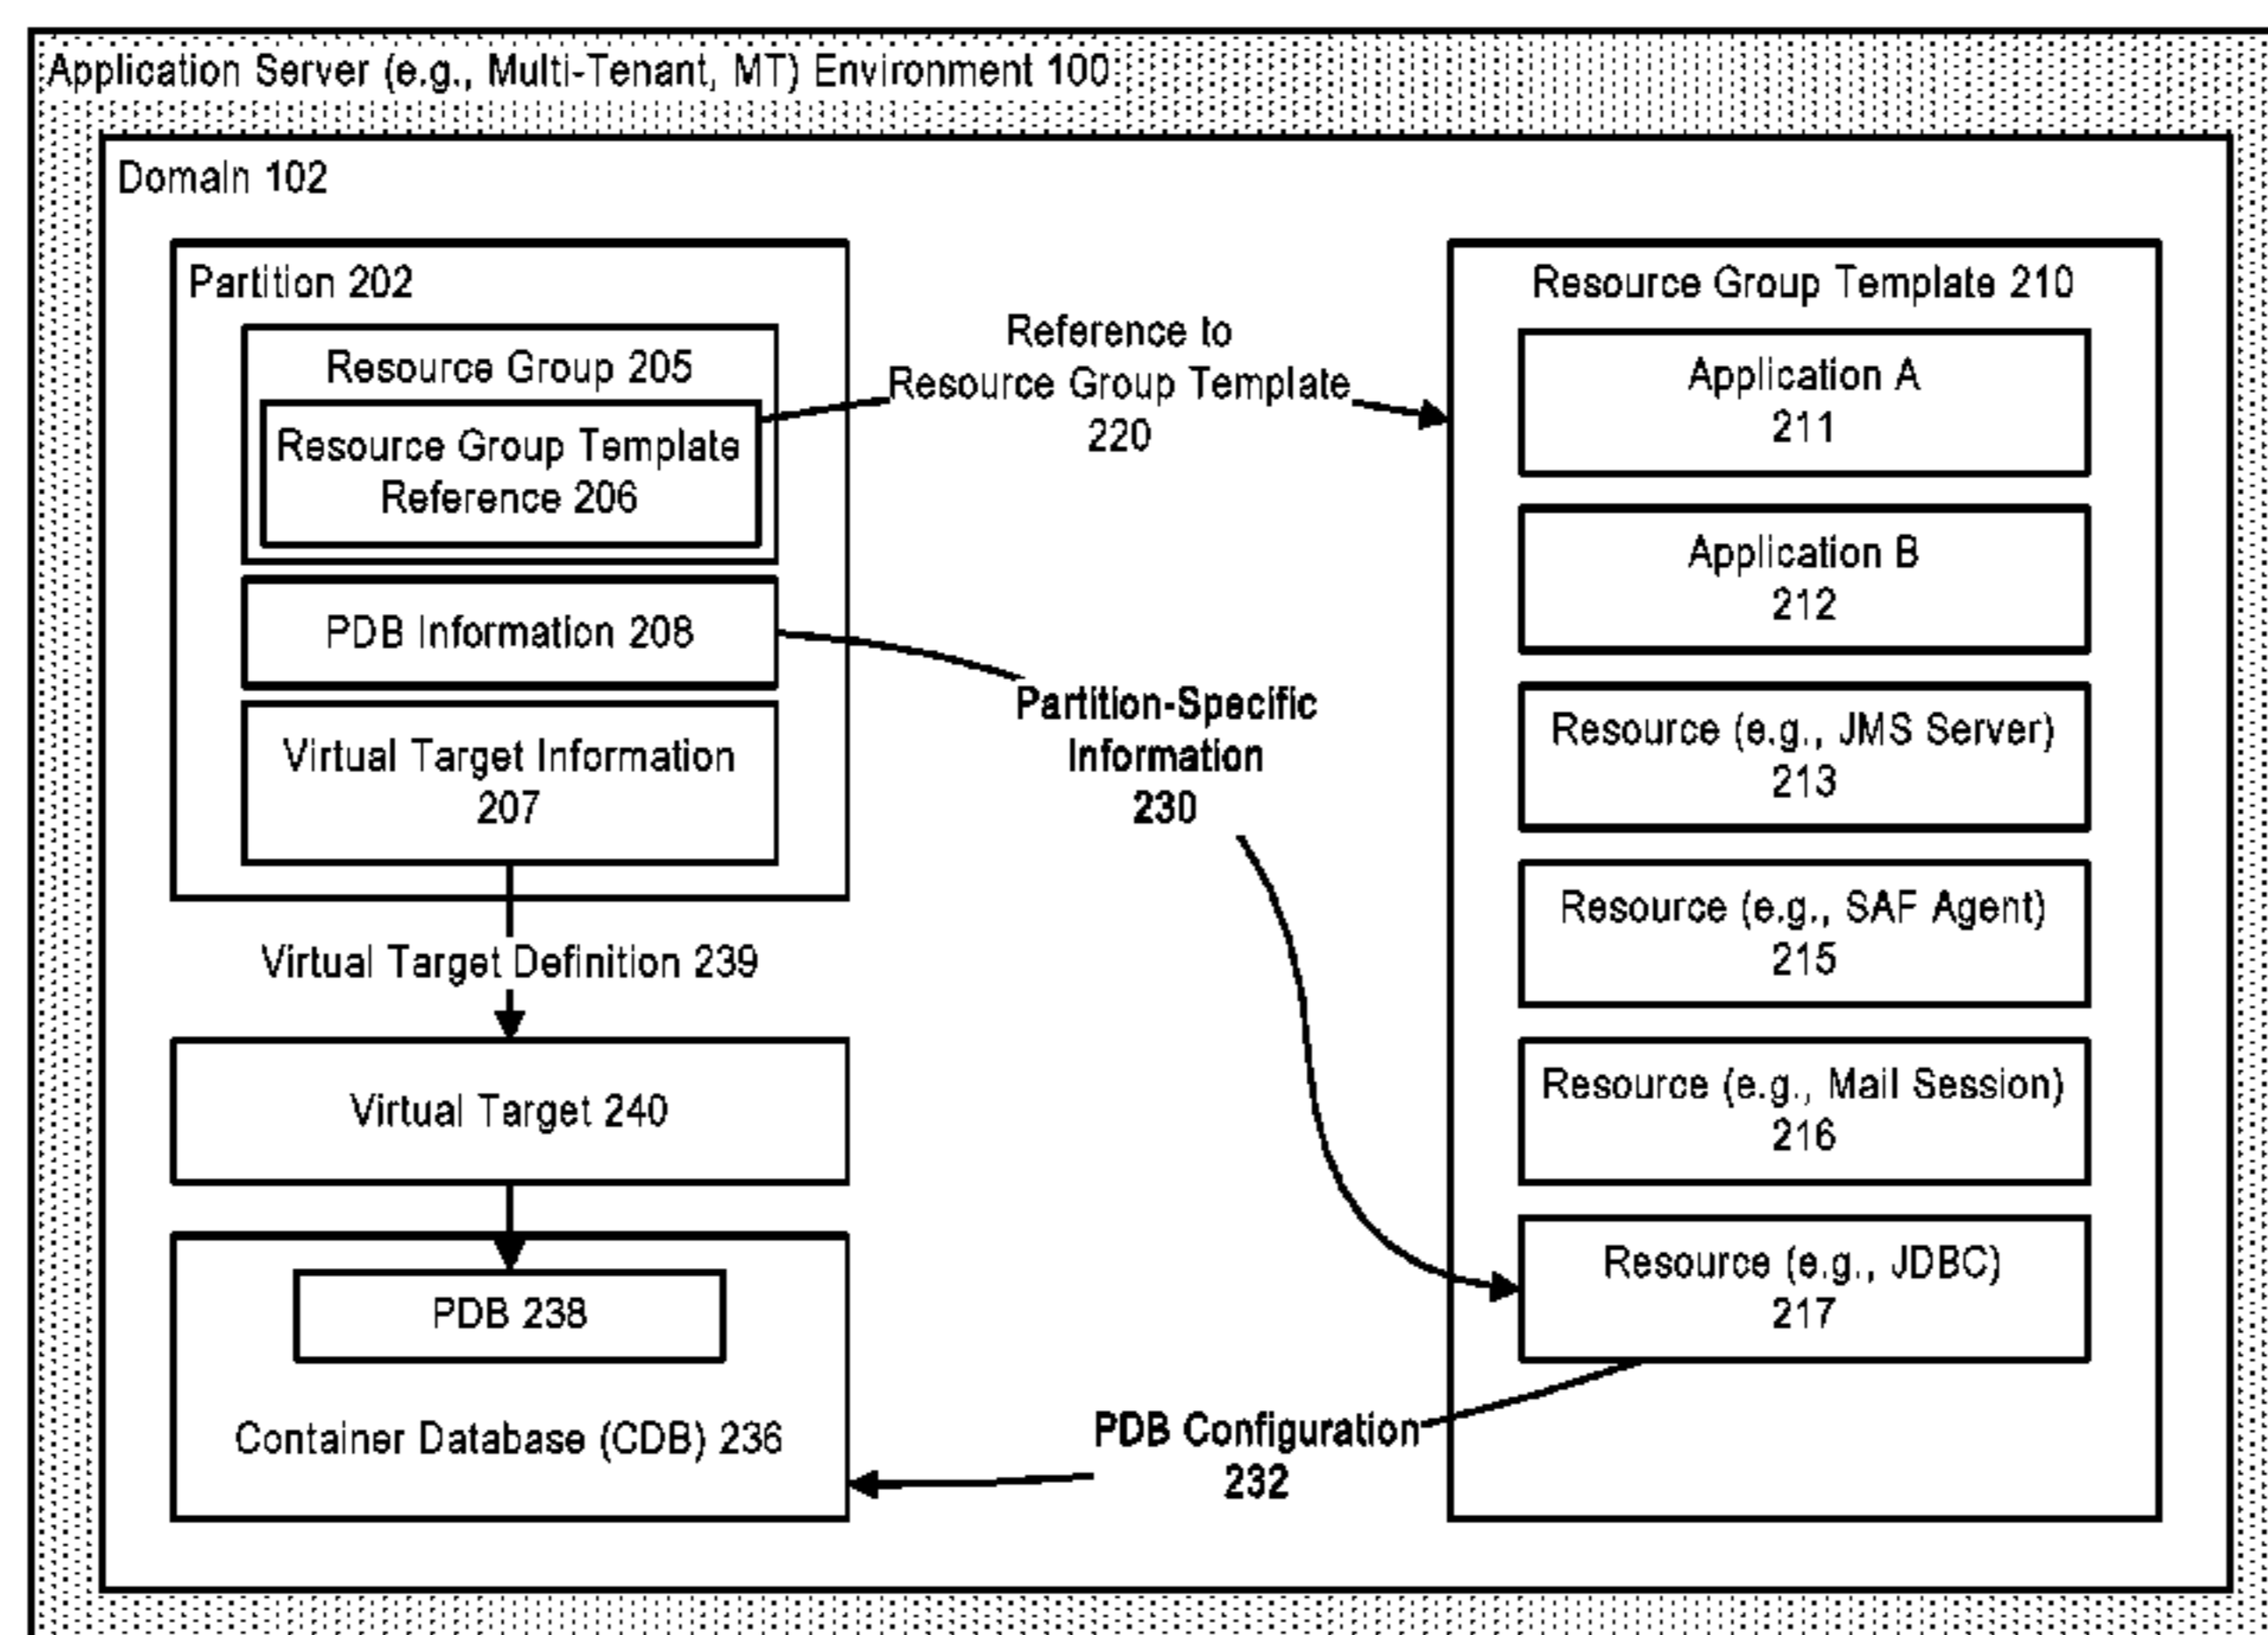 Application Server (e.g., Multi-Tenant, MT) Environment 100
Domain 102
Partition 202
Resource Group 205
Resource Group Template
Reference 206
PDB Information 208
Virtual Target Information
207
Virtual Target Definition 239
Virtual Target 240
PDB 238
Container Database (CDB) 236
Reference to
Resource Group Template
220
Partition-Specific
Information
230
PDB Configuration
232
Resource Group Template 210
Application A
211
Application B
212
Resource (e.g., JMS Server)
213
Resource (e.g., SAF Agent)
215
Resource (e.g., Mail Session)
216
Resource (e.g., JDBC)
217